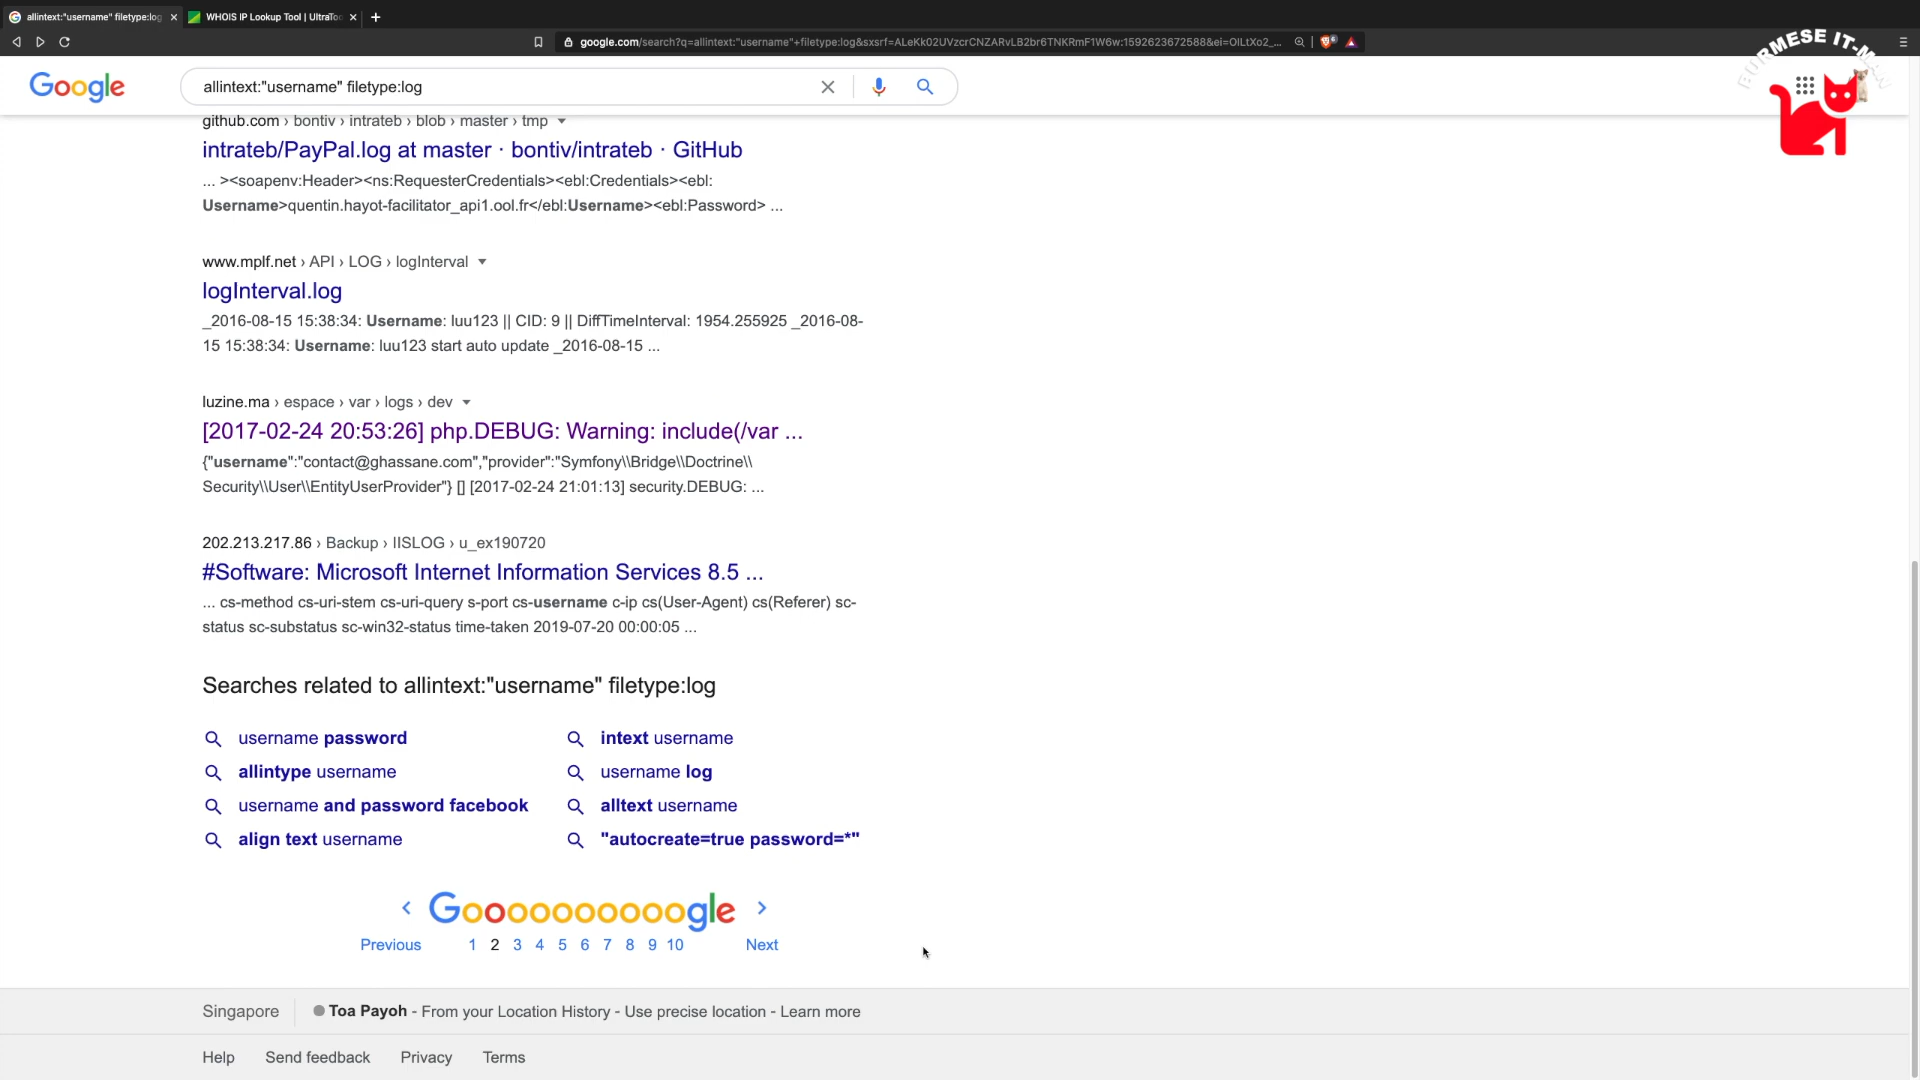 allintext:"username" filetype:log
WHOIS IP Lookup Tool | UltraToo
google.com/search?q=allintext:"username"+filetype:log&sxsrf=ALeKk02UVzcrCNZARvLB2br6TNKRmF1W6w:1592623672588&ei=OILtXo2_...
BURMESE IT-MAN
Google
allintext:"username" filetype:log
github.com › bontiv › intrateb › blob › master › tmp
intrateb/PayPal.log at master · bontiv/intrateb · GitHub
... ><soapenv:Header><ns:RequesterCredentials><ebl:Credentials><ebl:
Username>quentin.hayot-facilitator_api1.ool.fr</ebl:Username><ebl:Password> ...
www.mplf.net › API › LOG › logInterval
logInterval.log
_2016-08-15 15:38:34: Username: luu123 || CID: 9 || DiffTimeInterval: 1954.255925 _2016-08-
15 15:38:34: Username: luu123 start auto update _2016-08-15 ...
luzine.ma › espace › var › logs › dev
[2017-02-24 20:53:26] php.DEBUG: Warning: include(/var ...
{"username":"contact@ghassane.com","provider":"Symfony\\Bridge\\Doctrine\\
Security\\User\\EntityUserProvider"} [] [2017-02-24 21:01:13] security.DEBUG: ...
202.213.217.86 › Backup › IISLOG › u_ex190720
#Software: Microsoft Internet Information Services 8.5 ...
... cs-method cs-uri-stem cs-uri-query s-port cs-username c-ip cs(User-Agent) cs(Referer) sc-
status sc-substatus sc-win32-status time-taken 2019-07-20 00:00:05 ...
Searches related to allintext:"username" filetype:log
username password
intext username
allintype username
username log
username and password facebook
alltext username
align text username
"autocreate=true password=*"
Goooooooooogle
Previous 1 2 3 4 5 6 7 8 9 10 Next
Singapore
Toa Payoh - From your Location History - Use precise location - Learn more
Help Send feedback Privacy Terms